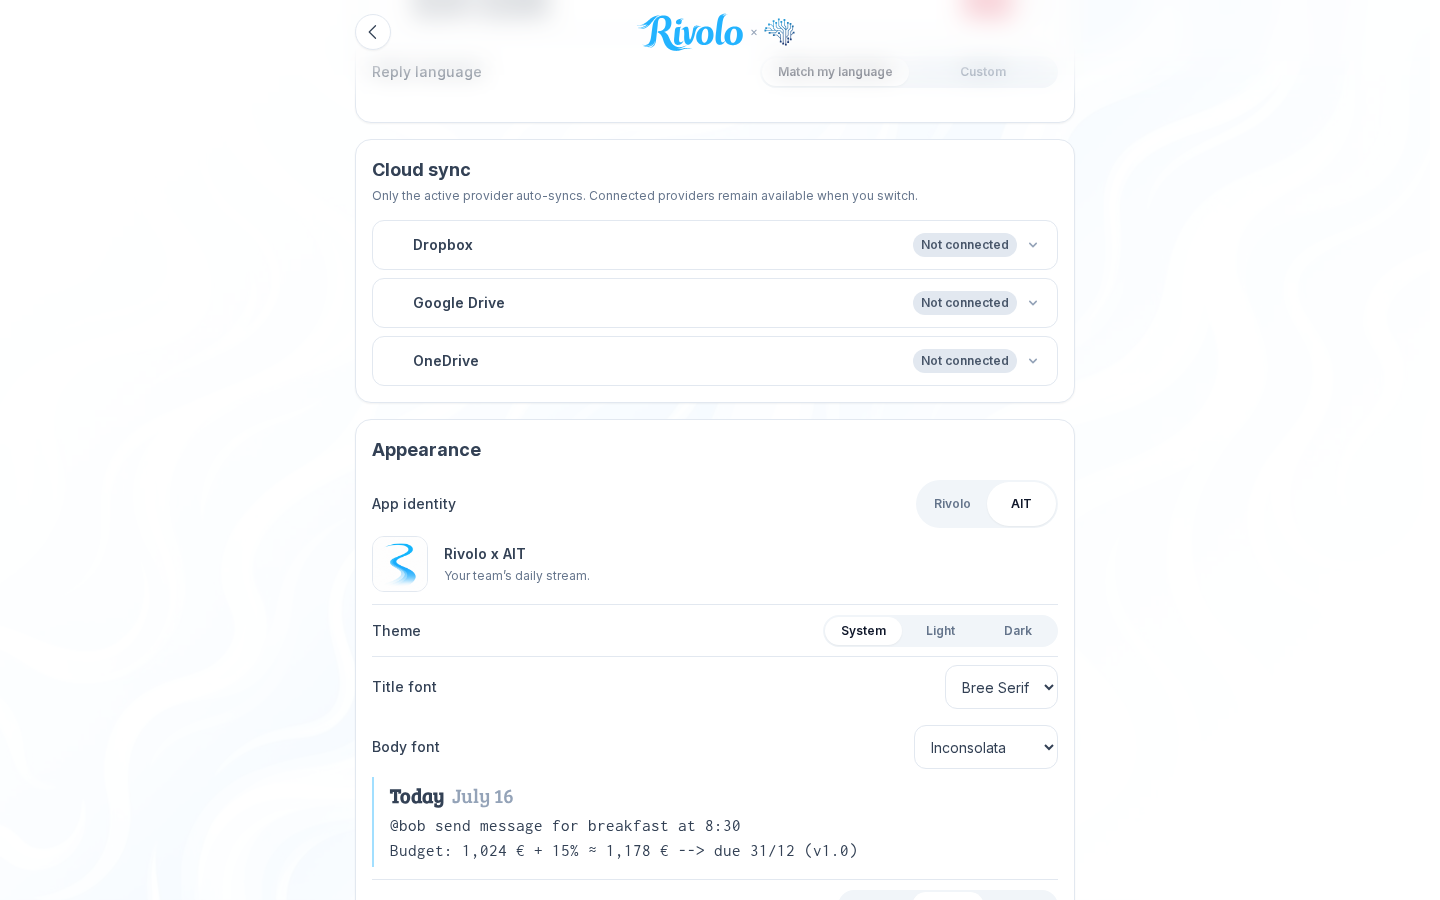 Rivolo ×
Reply language
Match my language
Custom
Cloud sync
Only the active provider auto-syncs. Connected providers remain available when you switch.
Dropbox
Not connected
Google Drive
Not connected
OneDrive
Not connected
Appearance
App identity
Rivolo
AIT
Rivolo x AIT
Your team’s daily stream.
Theme
System
Light
Dark
Title font
Bree Serif
Body font
Inconsolata
Today July 16
@bob send message for breakfast at 8:30
Budget: 1,024 € + 15% ≈ 1,178 € --> due 31/12 (v1.0)